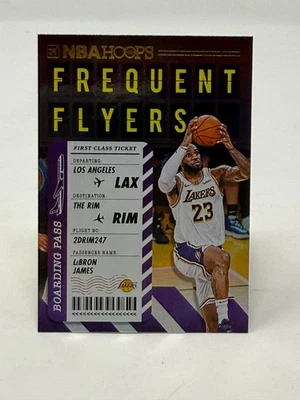 NBA HOOPS
FREQUENT
FLYERS
FIRST CLASS TICKET
DEPARTING:
LOS ANGELES
LAX
DESTINATION
THE RIM
RIM
FLIGHT NO:
2DRIM247
PASSENGER NAME:
LeBRON
JAMES
LAKERS
BOARDING PASS
LAKERS
23